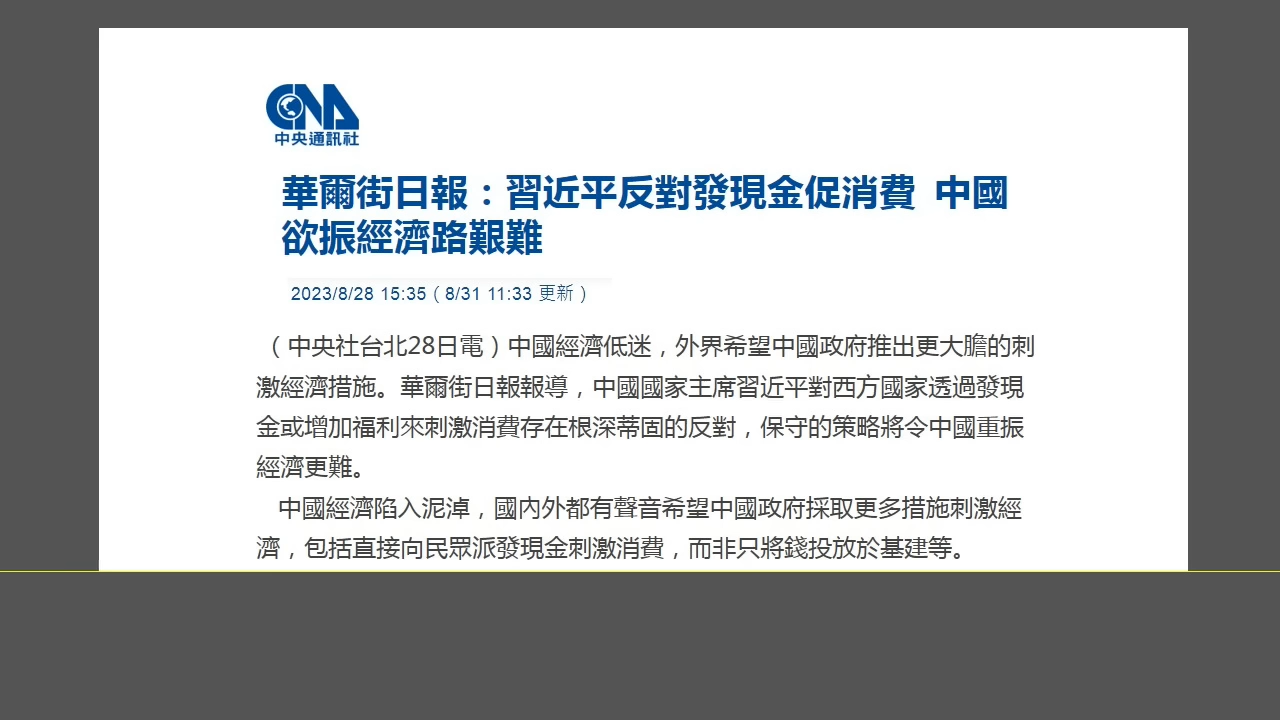 CNA
中央通訊社
華爾街日報：習近平反對發現金促消費 中國
欲振經濟路艱難
2023/8/28 15:35（8/31 11:33 更新）
（中央社台北28日電）中國經濟低迷，外界希望中國政府推出更大膽的刺
激經濟措施。華爾街日報報導，中國國家主席習近平對西方國家透過發現
金或增加福利來刺激消費存在根深蒂固的反對，保守的策略將令中國重振
經濟更難。
中國經濟陷入泥淖，國內外都有聲音希望中國政府採取更多措施刺激經
濟，包括直接向民眾派發現金刺激消費，而非只將錢投放於基建等。